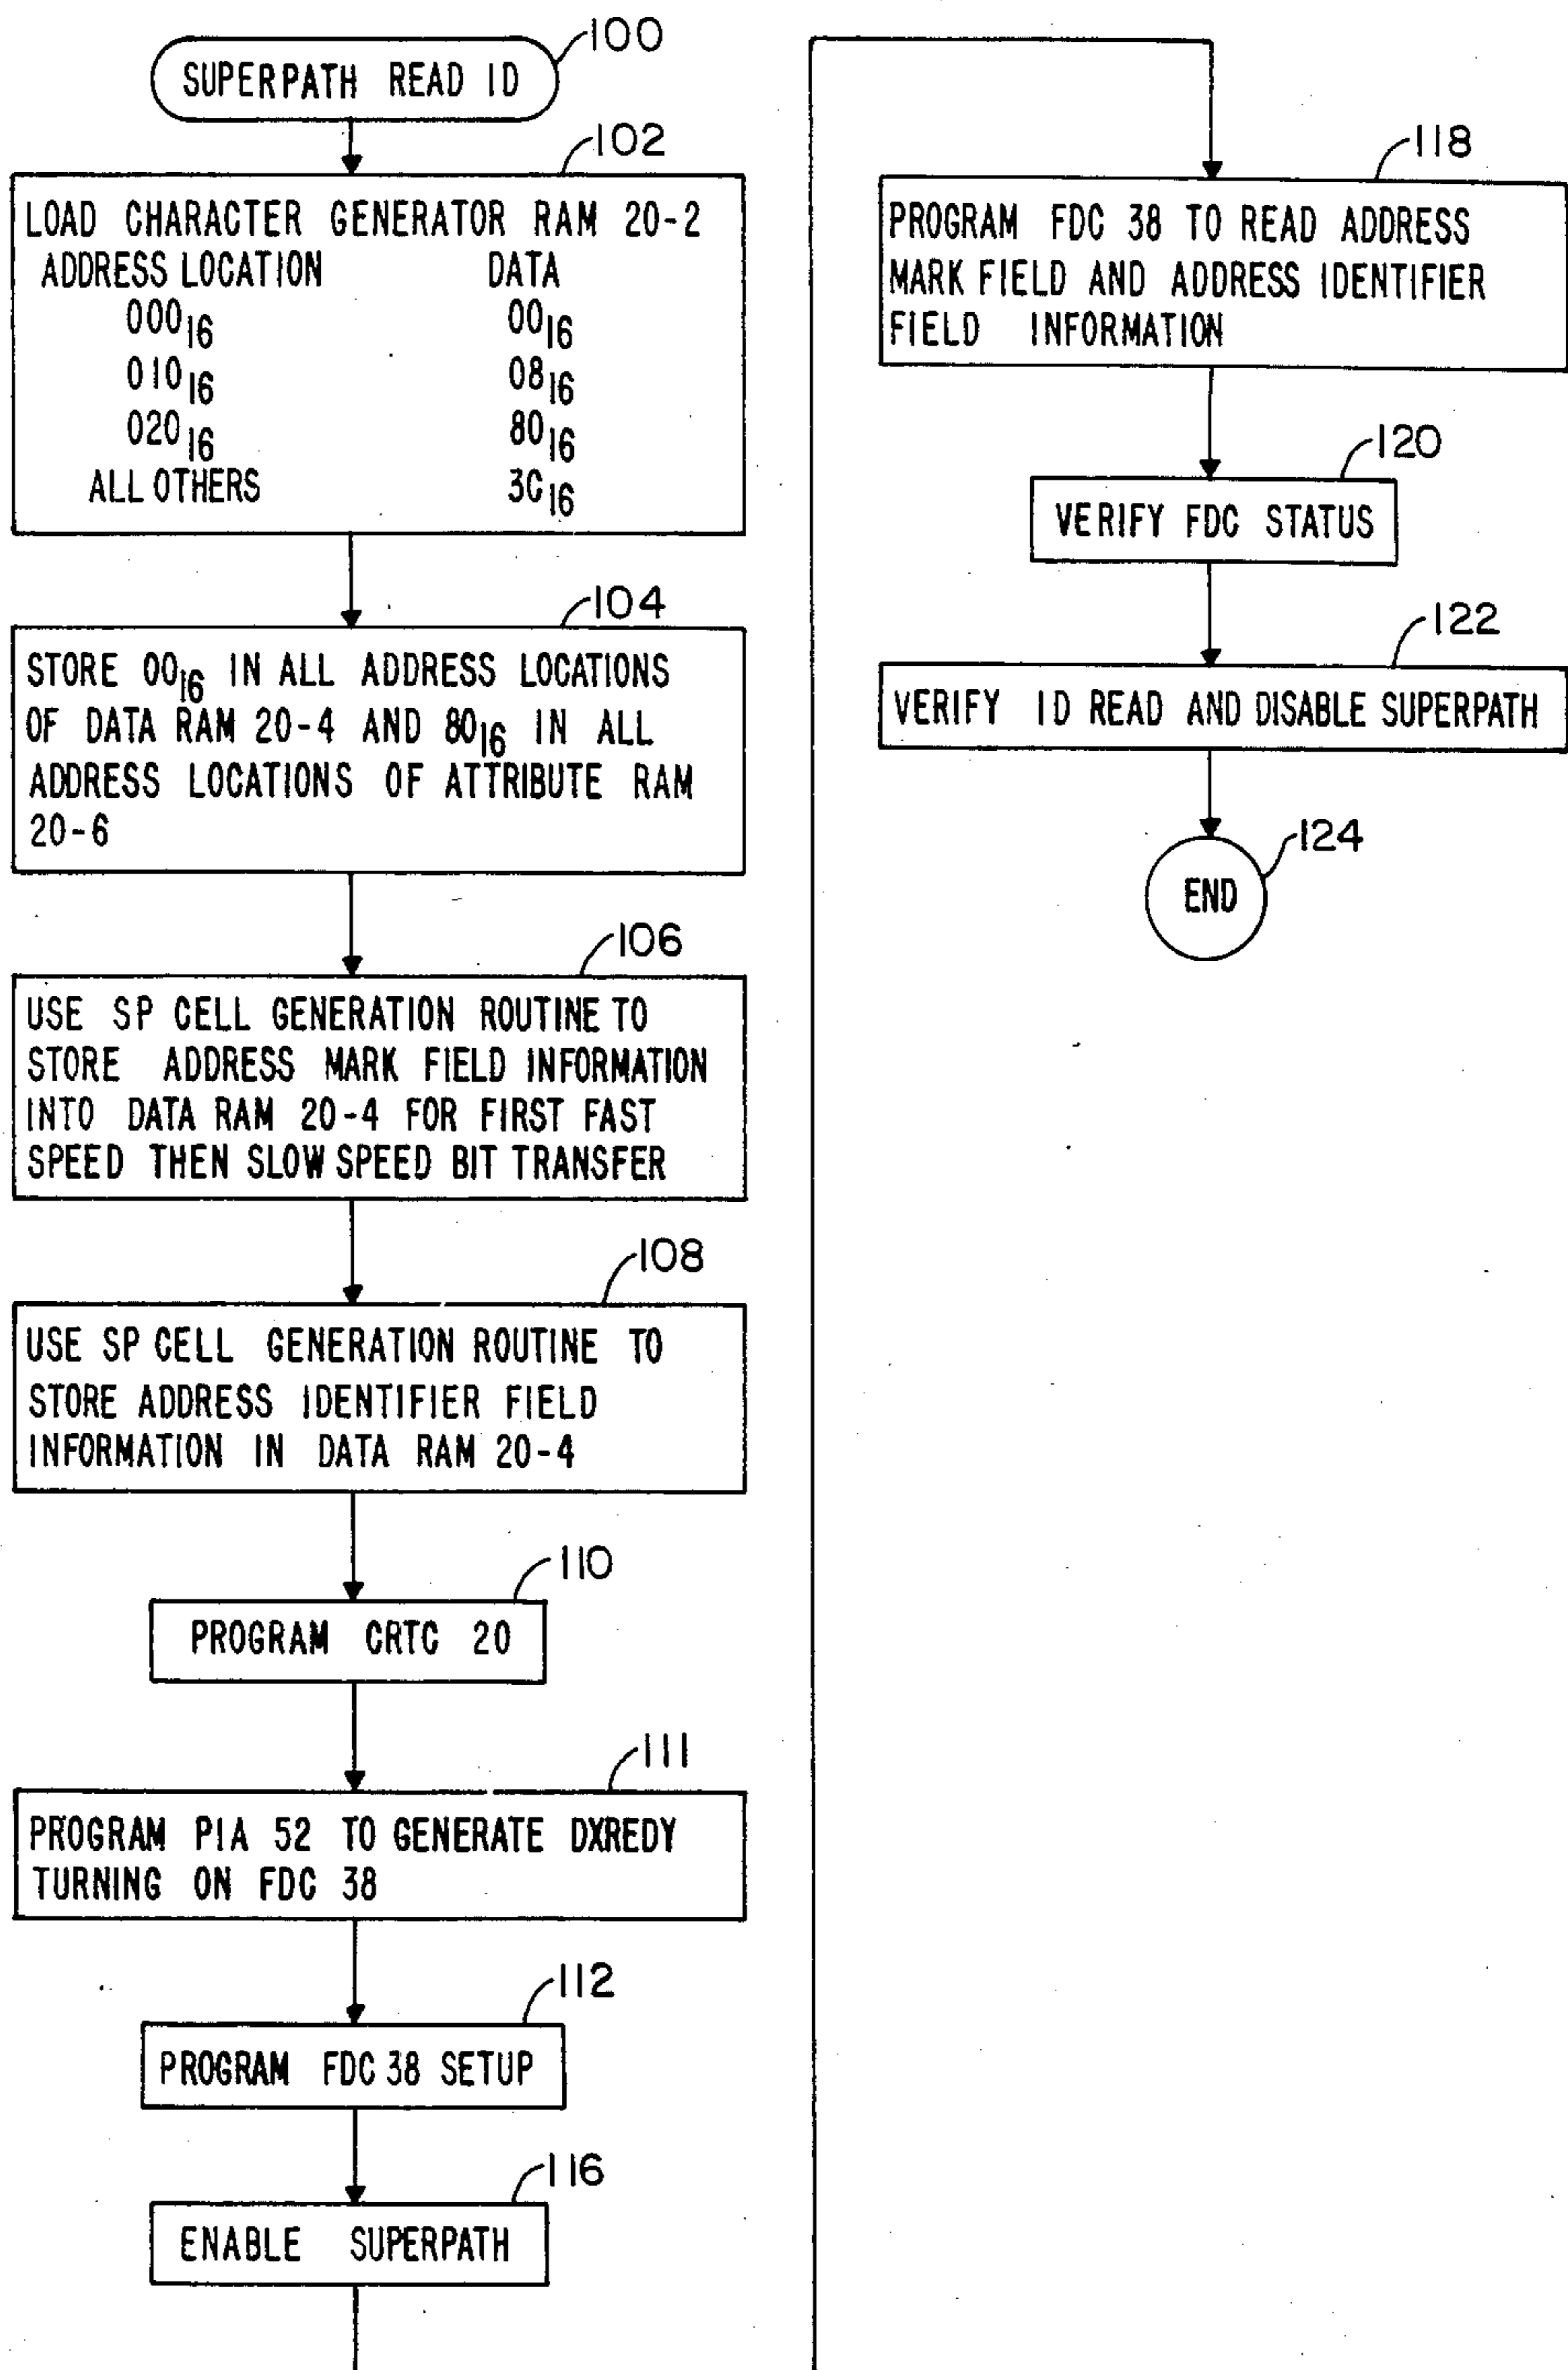 100
SUPERPATH READ ID
102
LOAD CHARACTER GENERATOR RAM 20-2
ADDRESS LOCATION DATA
000₁₆ 00₁₆
010₁₆ 08₁₆
020₁₆ 80₁₆
ALL OTHERS 3C₁₆
104
STORE 00₁₆ IN ALL ADDRESS LOCATIONS
OF DATA RAM 20-4 AND 80₁₆ IN ALL
ADDRESS LOCATIONS OF ATTRIBUTE RAM
20-6
106
USE SP CELL GENERATION ROUTINE TO
STORE ADDRESS MARK FIELD INFORMATION
INTO DATA RAM 20-4 FOR FIRST FAST
SPEED THEN SLOW SPEED BIT TRANSFER
108
USE SP CELL GENERATION ROUTINE TO
STORE ADDRESS IDENTIFIER FIELD
INFORMATION IN DATA RAM 20-4
110
PROGRAM CRTC 20
111
PROGRAM PIA 52 TO GENERATE DXREDY
TURNING ON FDC 38
112
PROGRAM FDC 38 SETUP
116
ENABLE SUPERPATH
118
PROGRAM FDC 38 TO READ ADDRESS
MARK FIELD AND ADDRESS IDENTIFIER
FIELD INFORMATION
120
VERIFY FDC STATUS
122
VERIFY ID READ AND DISABLE SUPERPATH
124
END